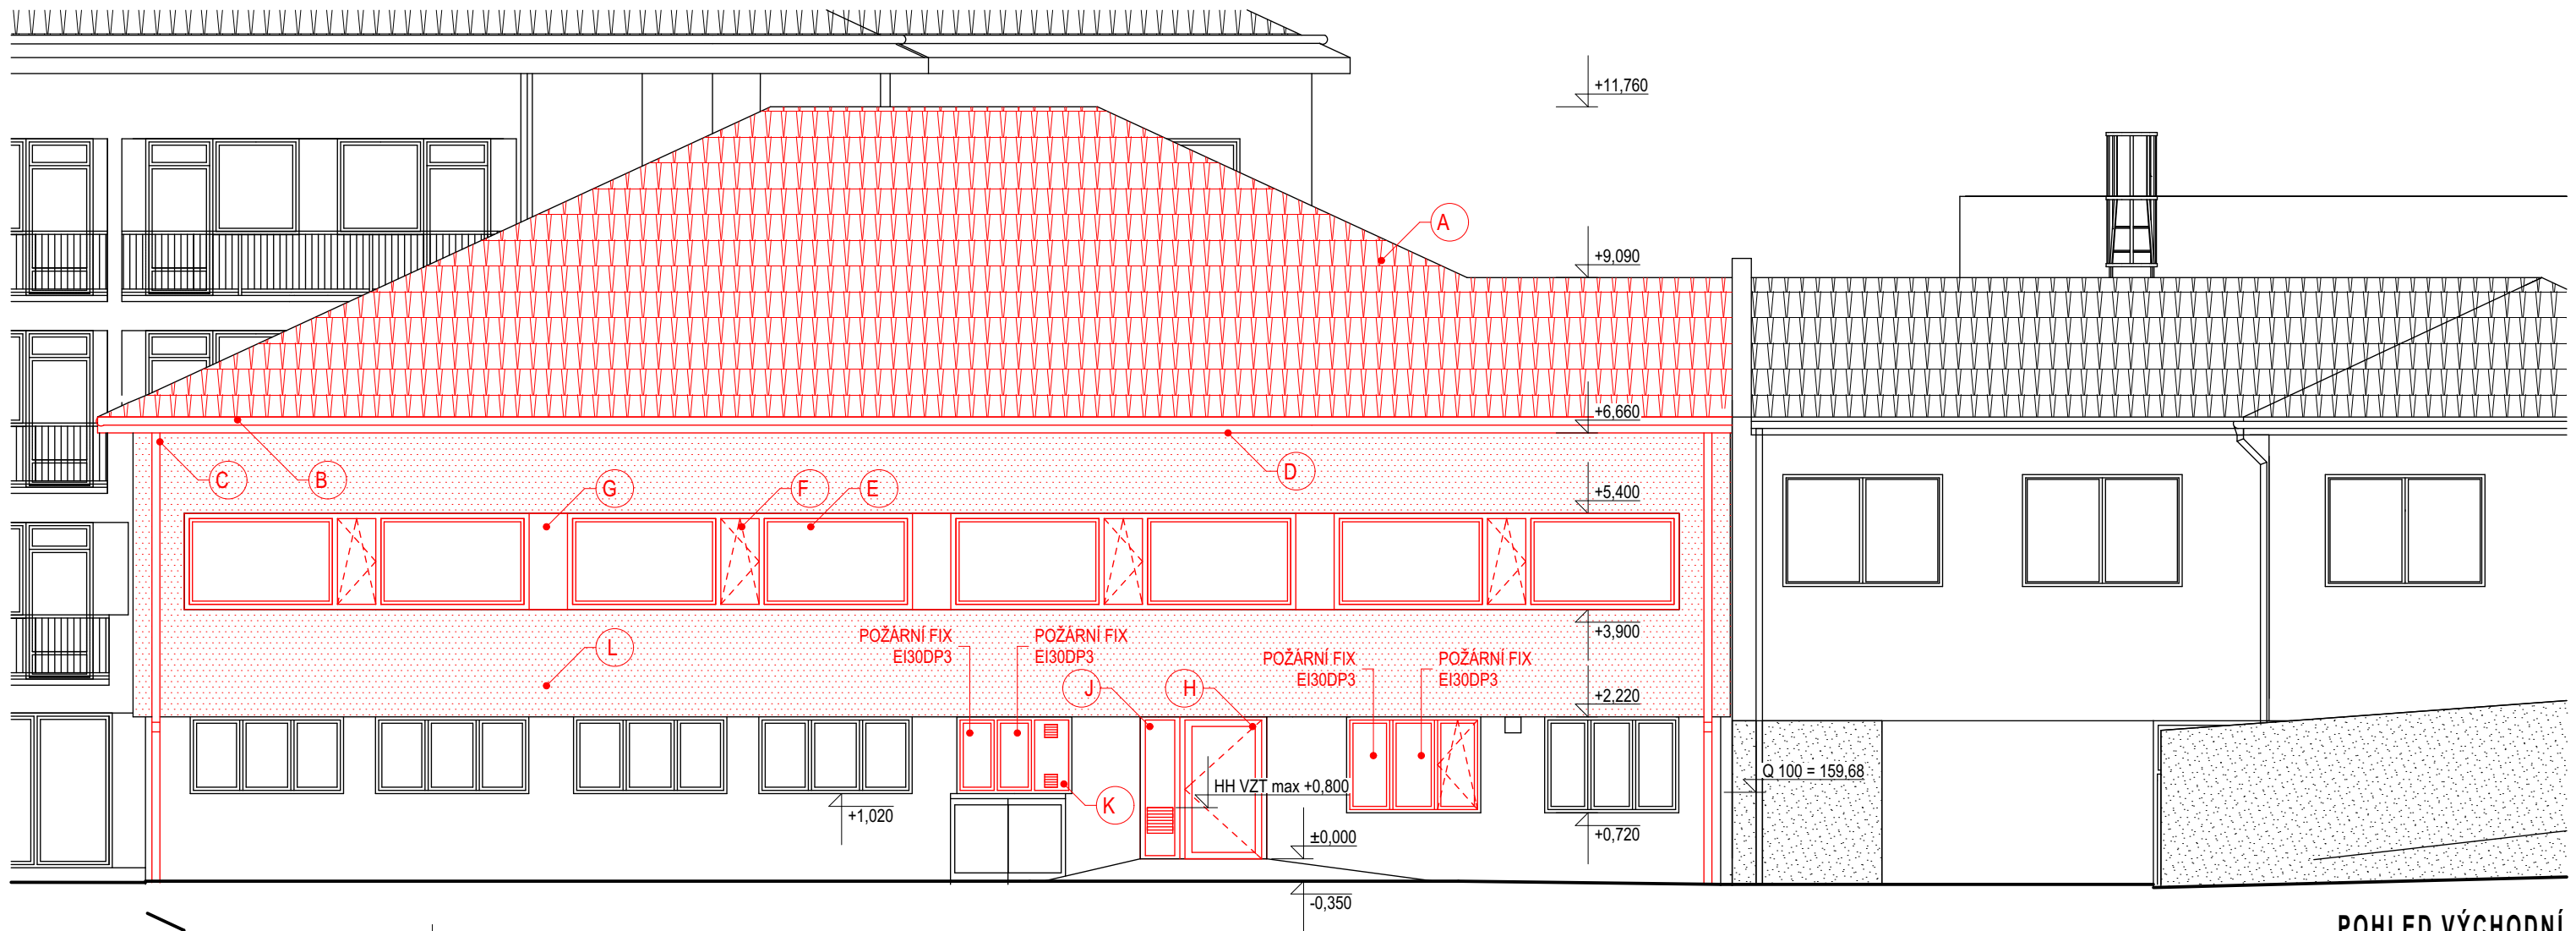 +11,760
A
+9,090
+6,660
C
B
D
G
F
E
+5,400
L
POŽÁRNÍ FIX
EI30DP3
POŽÁRNÍ FIX
EI30DP3
POŽÁRNÍ FIX
EI30DP3
POŽÁRNÍ FIX
EI30DP3
+3,900
J
H
+2,220
Q 100 = 159,68
HH VZT max +0,800
K
+1,020
±0,000
+0,720
-0,350
POHLED VÝCHODNÍ